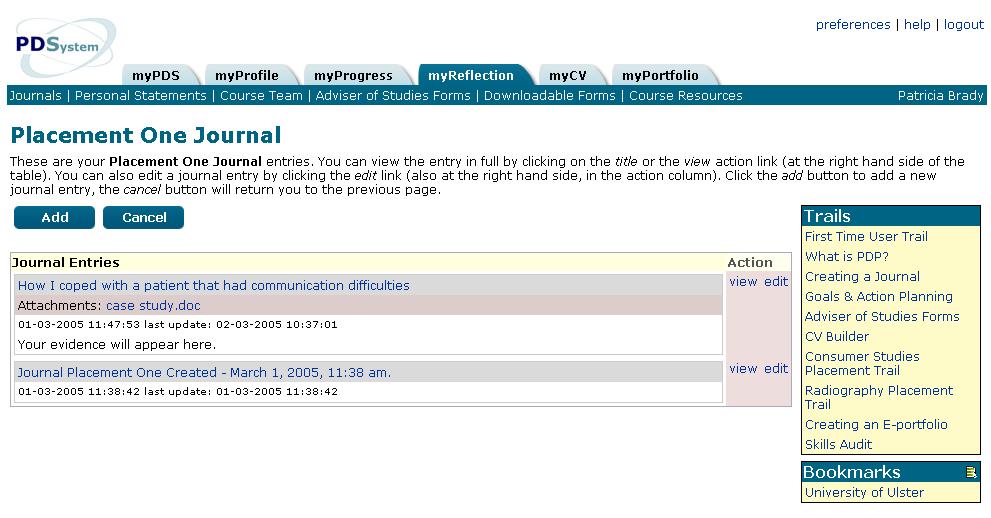 PDSystem
preferences | help | logout
myPDS myProfile myProgress myReflection myCV myPortfolio
Journals | Personal Statements | Course Team | Adviser of Studies Forms | Downloadable Forms | Course Resources Patricia Brady
Placement One Journal
These are your Placement One Journal entries. You can view the entry in full by clicking on the title or the view action link (at the right hand side of the
table). You can also edit a journal entry by clicking the edit link (also at the right hand side, in the action column). Click the add button to add a new
journal entry, the cancel button will return you to the previous page.
Add Cancel
Journal Entries Action
How I coped with a patient that had communication difficulties view edit
Attachments: case study.doc
01-03-2005 11:47:53 last update: 02-03-2005 10:37:01
Your evidence will appear here.
Journal Placement One Created - March 1, 2005, 11:38 am. view edit
01-03-2005 11:38:42 last update: 01-03-2005 11:38:42
Trails
First Time User Trail
What is PDP?
Creating a Journal
Goals & Action Planning
Adviser of Studies Forms
CV Builder
Consumer Studies
Placement Trail
Radiography Placement
Trail
Creating an E-portfolio
Skills Audit
Bookmarks
University of Ulster